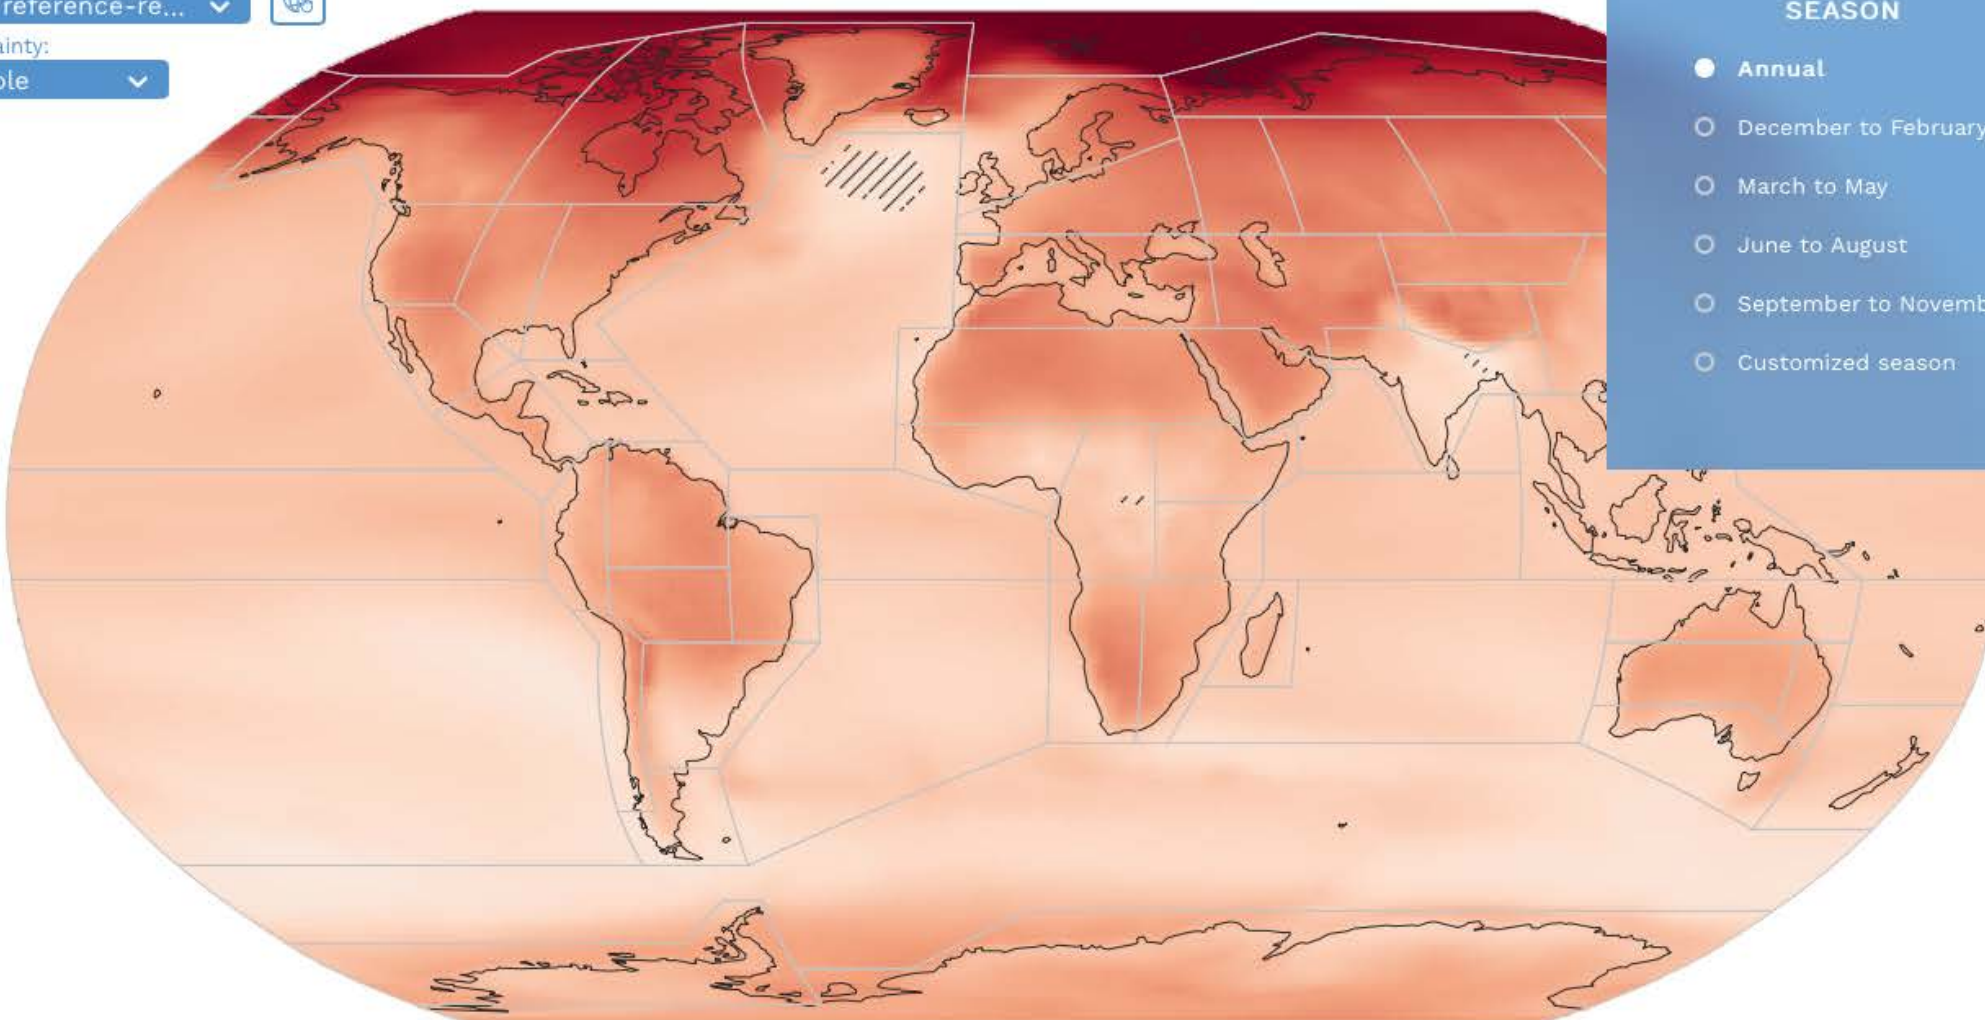 reference-re...
SEASON
Annual
December to February
March to May
June to August
September to Novemb
Customized season
ainty:
ole